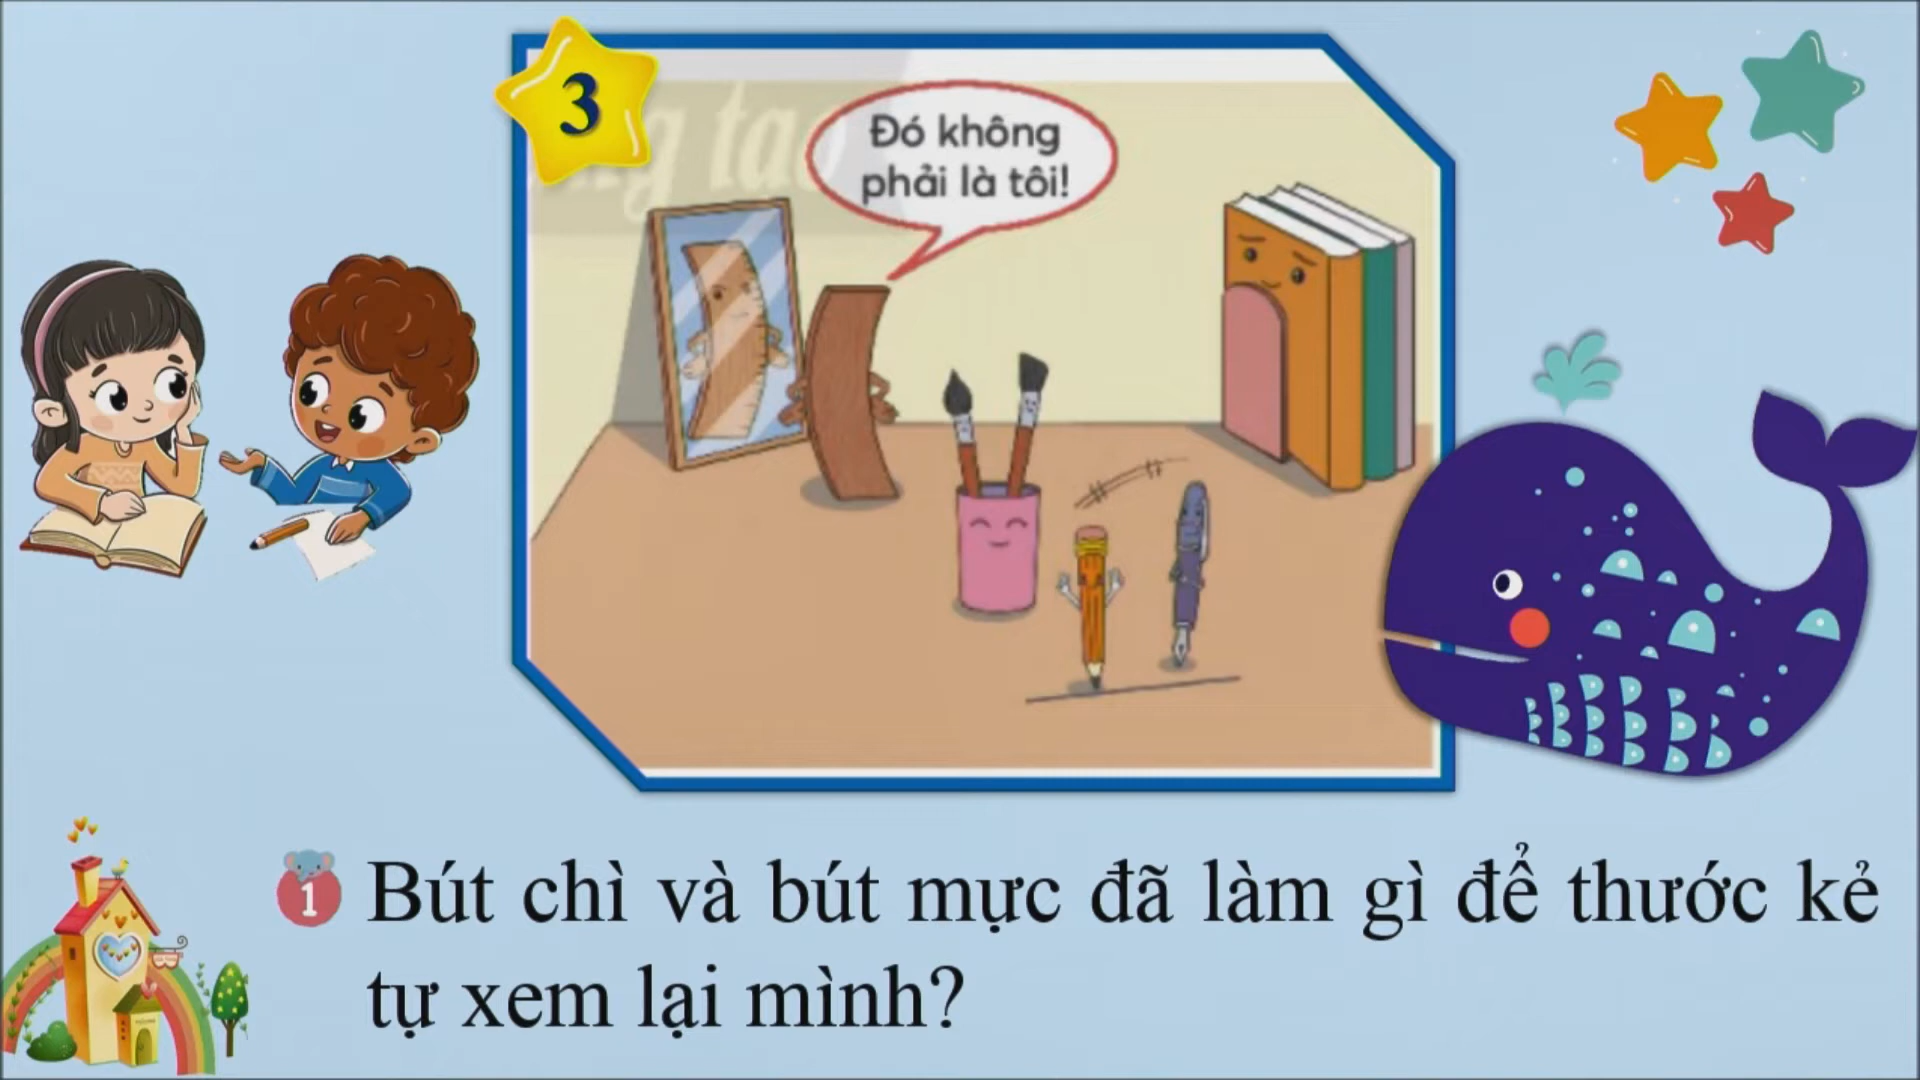 3
Đó không
phải là tôi!
1 Bút chì và bút mực đã làm gì để thước kẻ
tự xem lại mình?